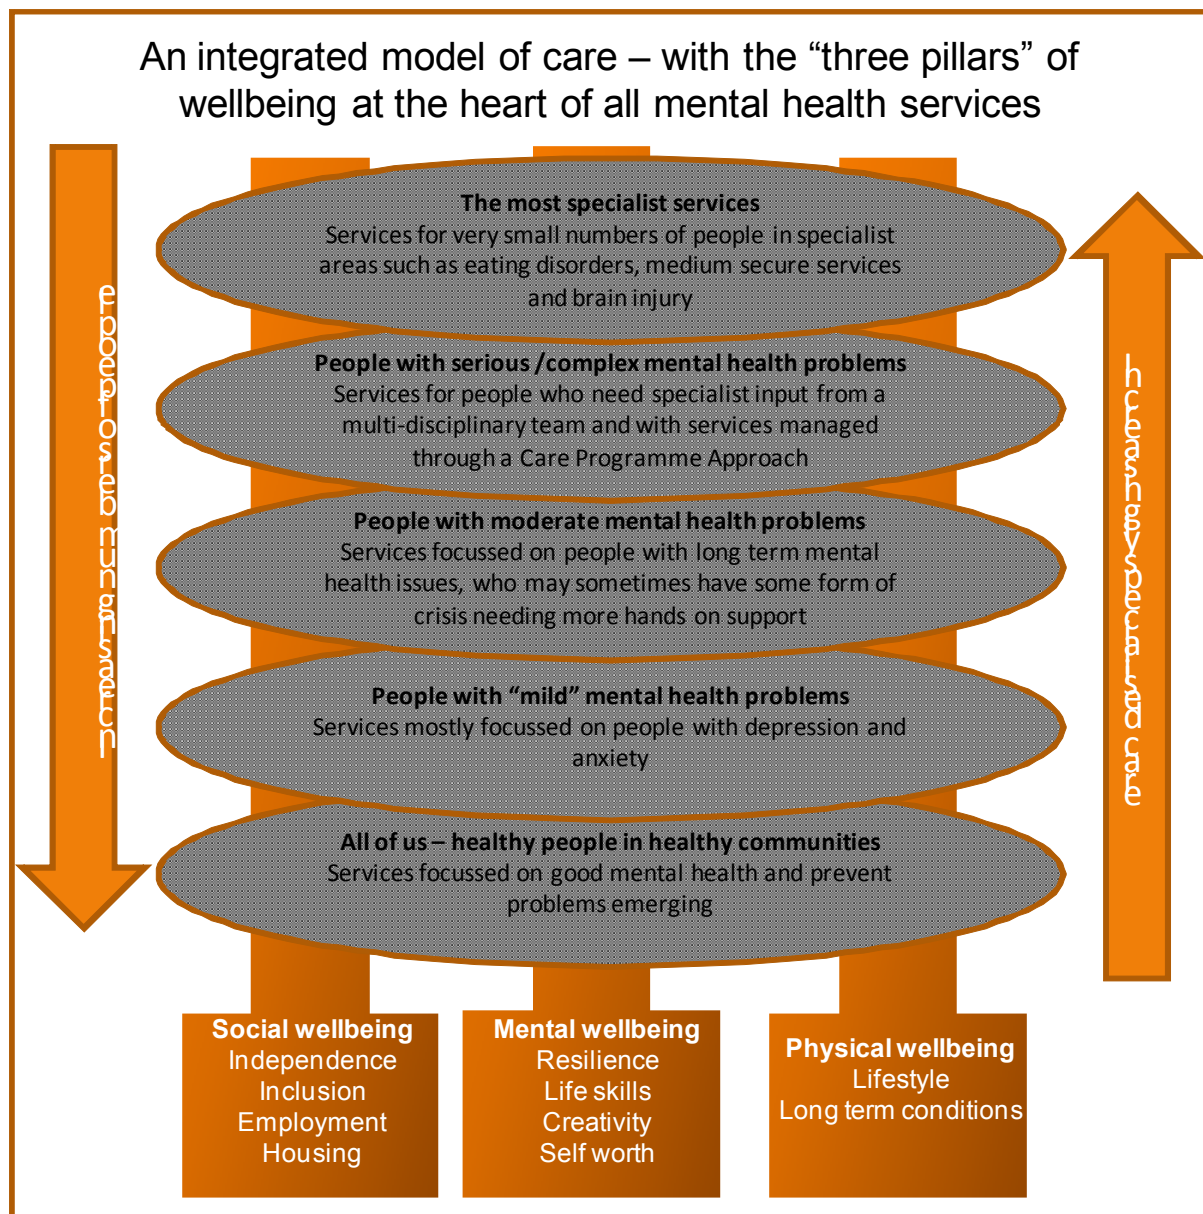 An integrated model of care – with the “three pillars” of
wellbeing at the heart of all mental health services
Increasing numbers of people
The most specialist services
Services for very small numbers of people in specialist
areas such as eating disorders, medium secure services
and brain injury
People with serious /complex mental health problems
Services for people who need specialist input from a
multi-disciplinary team and with services managed
through a Care Programme Approach
People with moderate mental health problems
Services focussed on people with long term mental
health issues, who may sometimes have some form of
crisis needing more hands on support
People with “mild” mental health problems
Services mostly focussed on people with depression and
anxiety
All of us – healthy people in healthy communities
Services focussed on good mental health and prevent
problems emerging
Social wellbeing
Independence
Inclusion
Employment
Housing
Mental wellbeing
Resilience
Life skills
Creativity
Self worth
Physical wellbeing
Lifestyle
Long term conditions